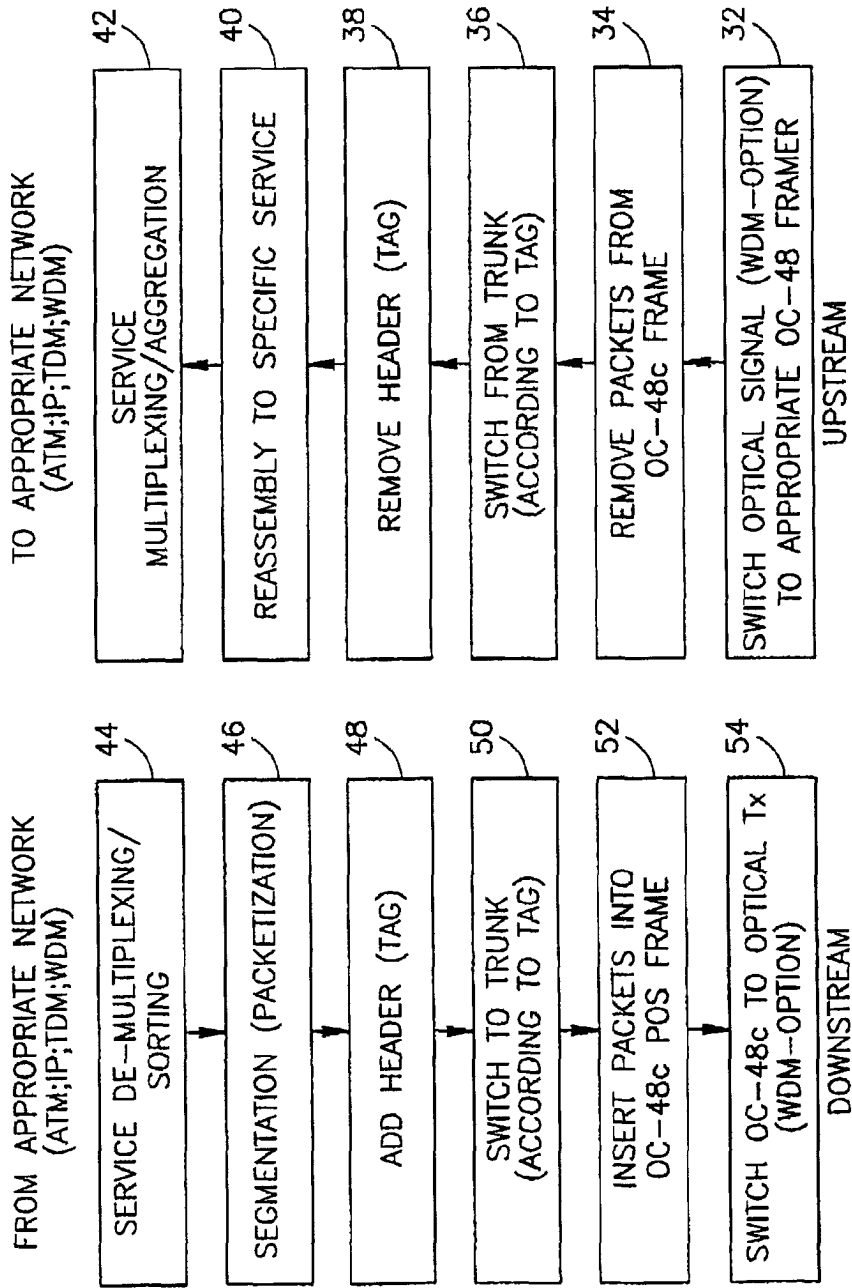 FROM APPROPRIATE NETWORK
(ATM;IP;TDM;WDM)
44
SERVICE DE-MULTIPLEXING/
SORTING
46
SEGMENTATION (PACKETIZATION)
48
ADD HEADER (TAG)
50
SWITCH TO TRUNK
(ACCORDING TO TAG)
52
INSERT PACKETS INTO
OC-48c POS FRAME
54
SWITCH OC-48c TO OPTICAL Tx
(WDM-OPTION)
DOWNSTREAM
TO APPROPRIATE NETWORK
(ATM;IP;TDM;WDM)
42
SERVICE
MULTIPLEXING/AGGREGATION
40
REASSEMBLY TO SPECIFIC SERVICE
38
REMOVE HEADER (TAG)
36
SWITCH FROM TRUNK
(ACCORDING TO TAG)
34
REMOVE PACKETS FROM
OC-48c FRAME
32
SWITCH OPTICAL SIGNAL (WDM-OPTION)
TO APPROPRIATE OC-48 FRAMER
UPSTREAM